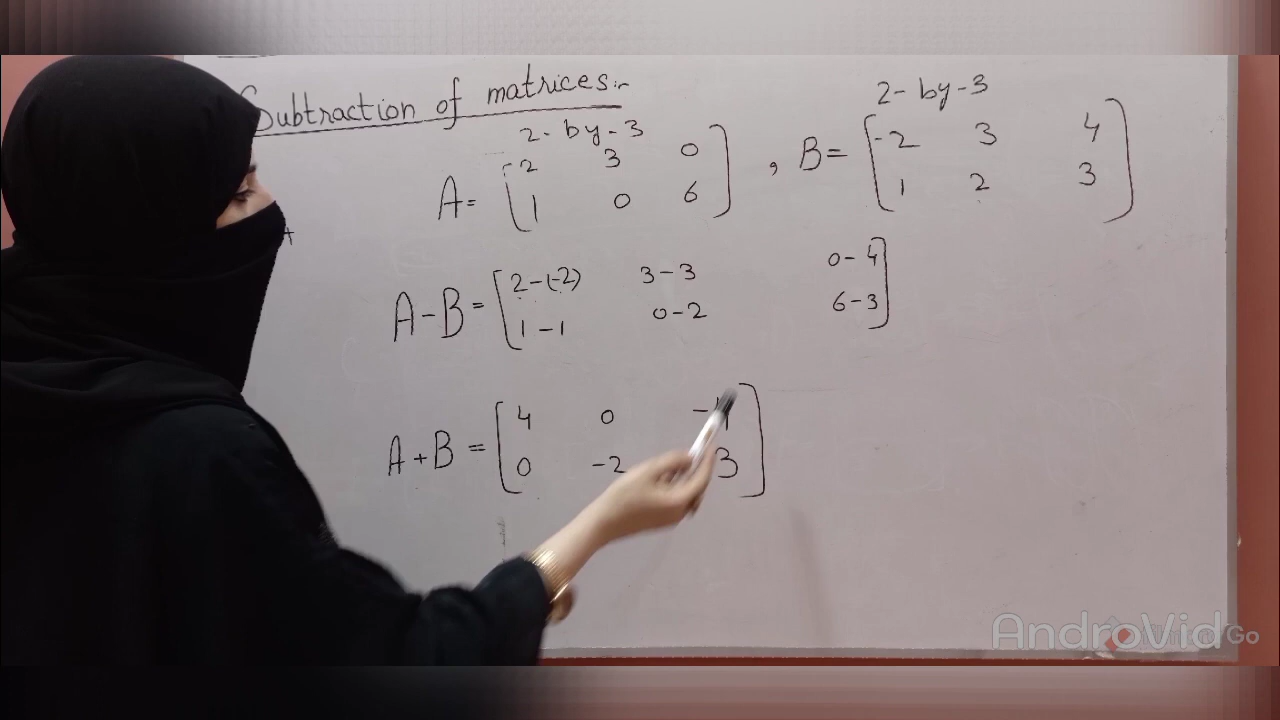 Subtraction of matrices:-
2-by-3
2-by-3
A= [ 2 3 0 ] , B= [ -2 3 4 ]
[ 1 0 6 ] [ 1 2 3 ]
A-B= [ 2-(-2) 3-3 0-4 ]
[ 1-1 0-2 6-3 ]
A+B= [ 4 0 -4 ]
[ 0 -2 3 ]
AndroVid
Go